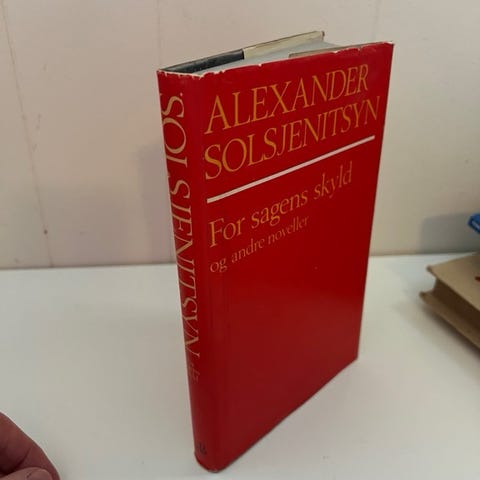 ALEXANDER
SOLSJENITSYN
For sagens skyld
og andre noveller
SOLSJENITSYN